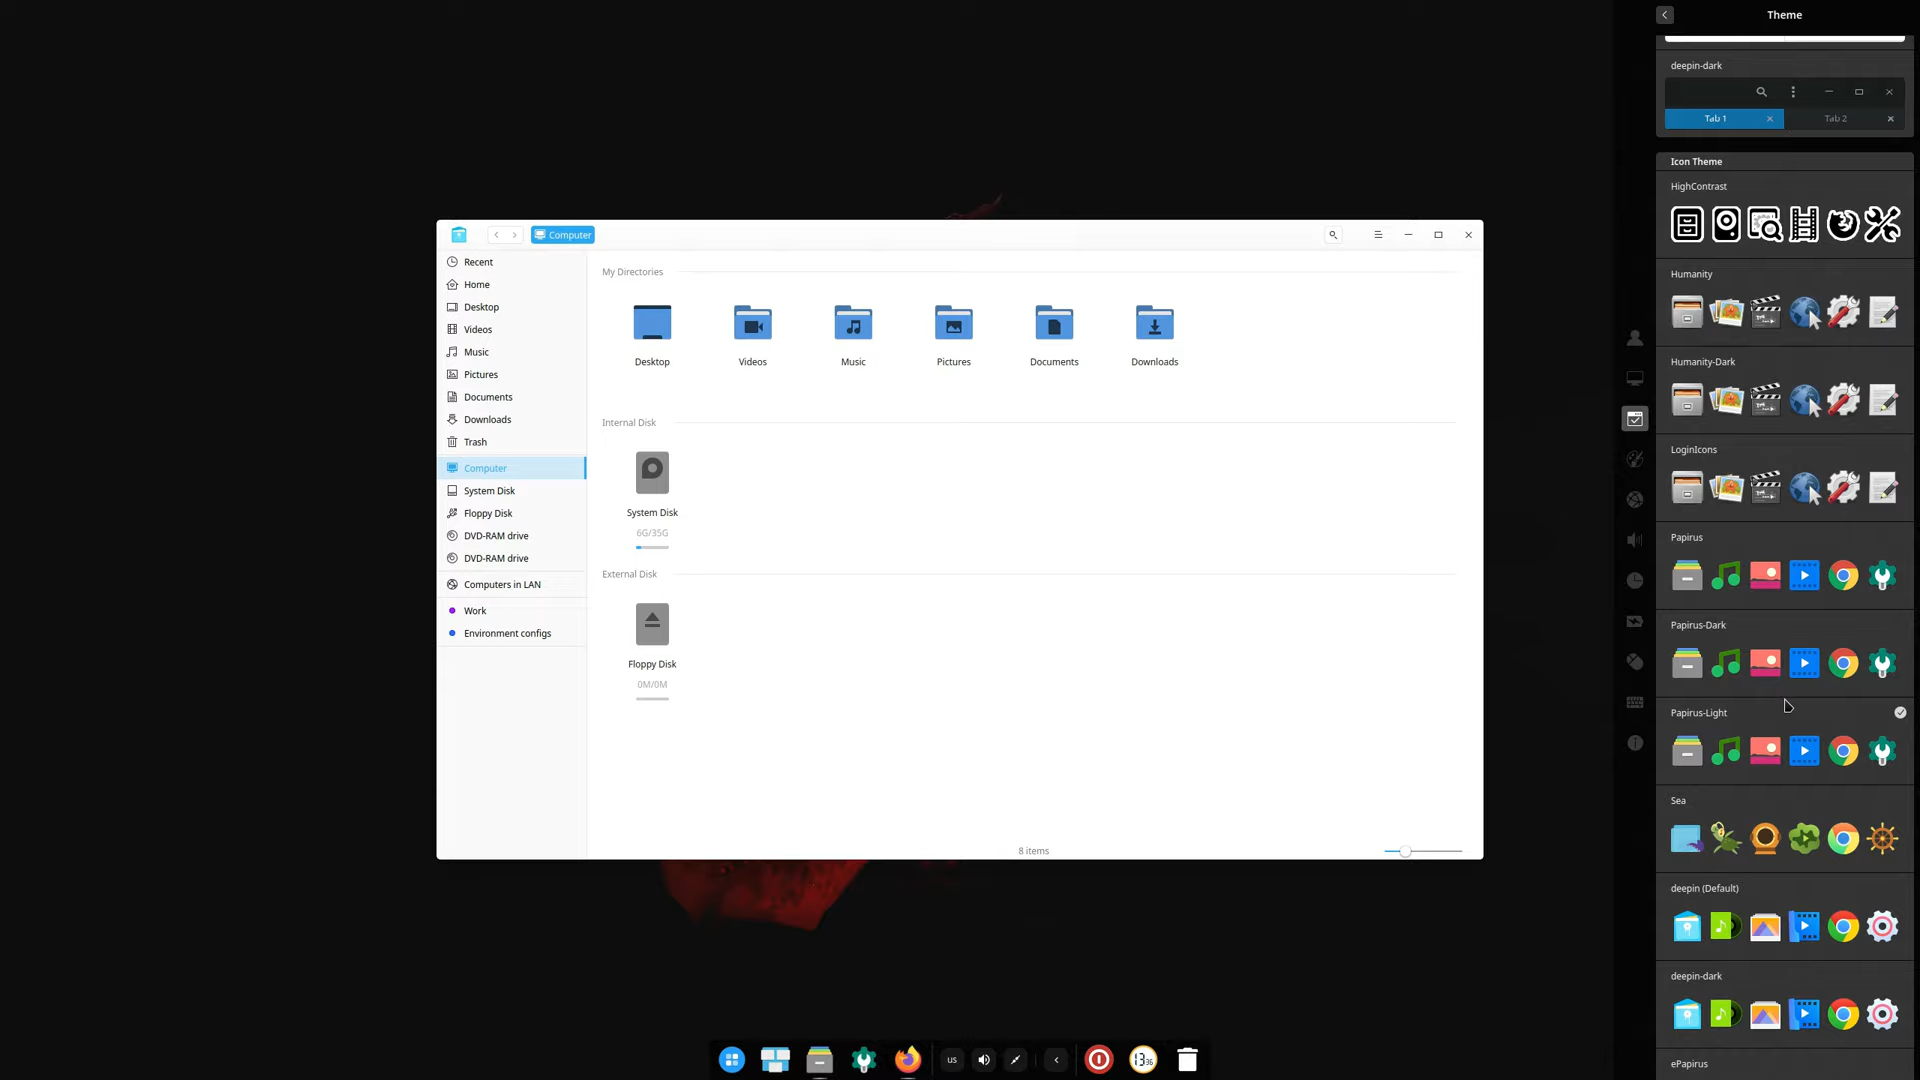 Theme
deepin-dark
Tab 1
Tab 2
Icon Theme
HighContrast
Humanity
Humanity-Dark
LoginIcons
Papirus
Papirus-Dark
Papirus-Light
Sea
deepin (Default)
deepin-dark
ePapirus
Computer
Recent
Home
Desktop
Videos
Music
Pictures
Documents
Downloads
Trash
Computer
System Disk
Floppy Disk
DVD-RAM drive
DVD-RAM drive
Computers in LAN
Work
Environment configs
My Directories
Desktop
Videos
Music
Pictures
Documents
Downloads
Internal Disk
System Disk
6G/35G
External Disk
Floppy Disk
0M/0M
8 items
us
13 36